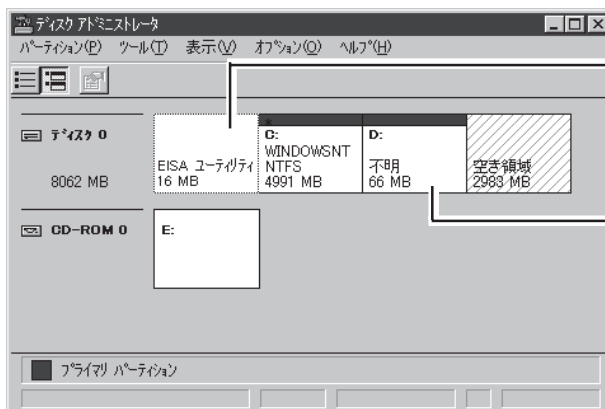 ディスク アドミニストレータ
パーティション(P) ツール(T) 表示(V) オプション(O) ヘルプ(H)
ディスク 0
8062 MB
EISA ユーティリティ
16 MB
*
C:
WINDOWSNT
NTFS
4991 MB
D:
不明
66 MB
空き領域
2983 MB
CD-ROM 0
E:
プライマリ パーティション